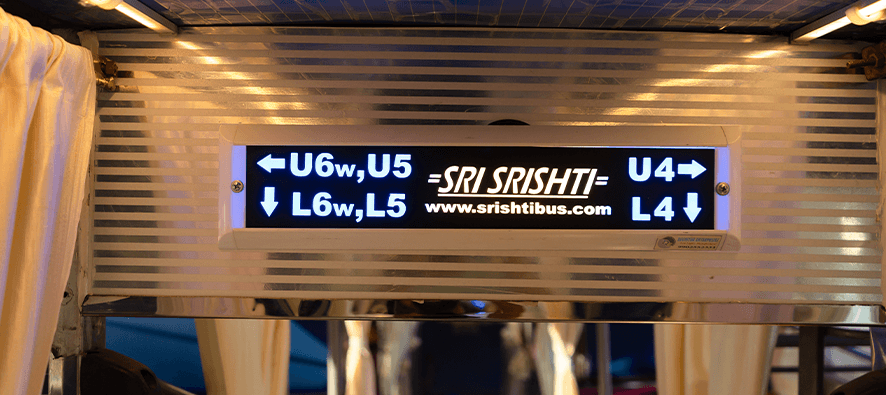 ←U6w,U5
↓ L6w,L5
=SRI SRISHTI=
www.srishtibus.com
U4→
L4↓